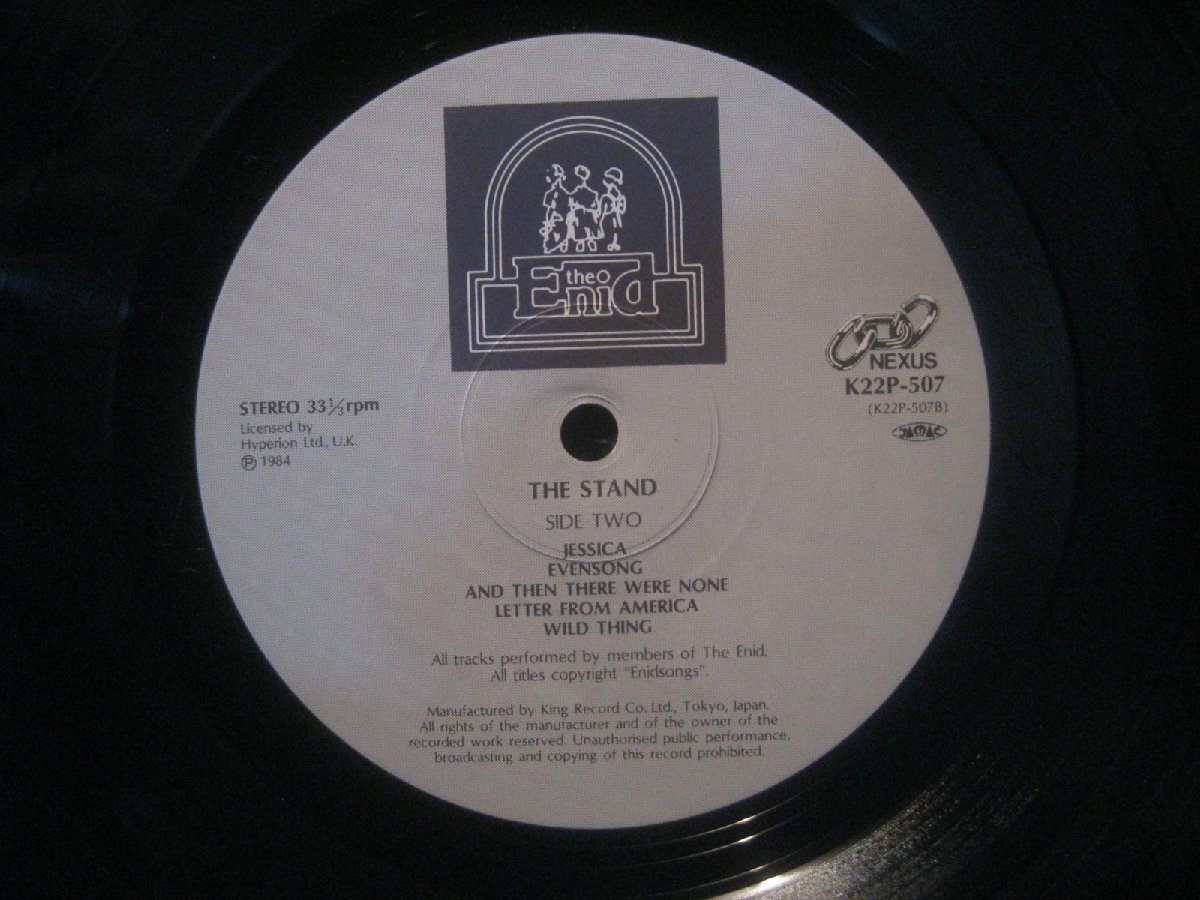 the
Enid
NEXUS
K22P-507
(K22P-507B)
STEREO 33⅓rpm
Licensed by
Hyperion Ltd., U.K.
Ⓟ 1984
THE STAND
SIDE TWO
JESSICA
EVENSONG
AND THEN THERE WERE NONE
LETTER FROM AMERICA
WILD THING
All tracks performed by members of The Enid.
All titles copyright "Enidsongs".
Manufactured by King Record Co. Ltd., Tokyo, Japan.
All rights of the manufacturer and of the owner of the
recorded work reserved. Unauthorised public performance,
broadcasting and copying of this record prohibited.